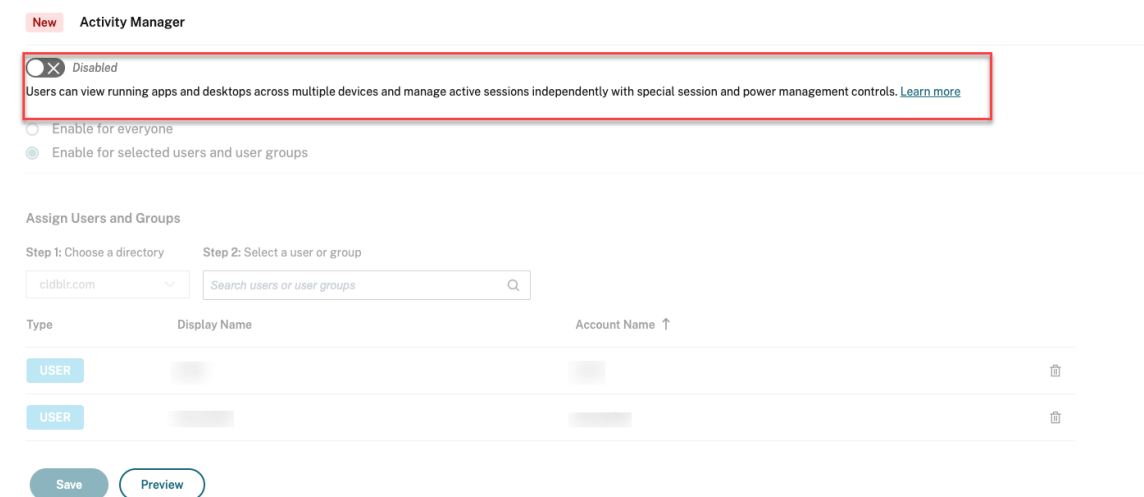 New Activity Manager
Disabled
Users can view running apps and desktops across multiple devices and manage active sessions independently with special session and power management controls. Learn more
Enable for everyone
Enable for selected users and user groups
Assign Users and Groups
Step 1: Choose a directory Step 2: Select a user or group
cldblr.com Search users or user groups
Type Display Name Account Name ↑
USER
USER
Save Preview